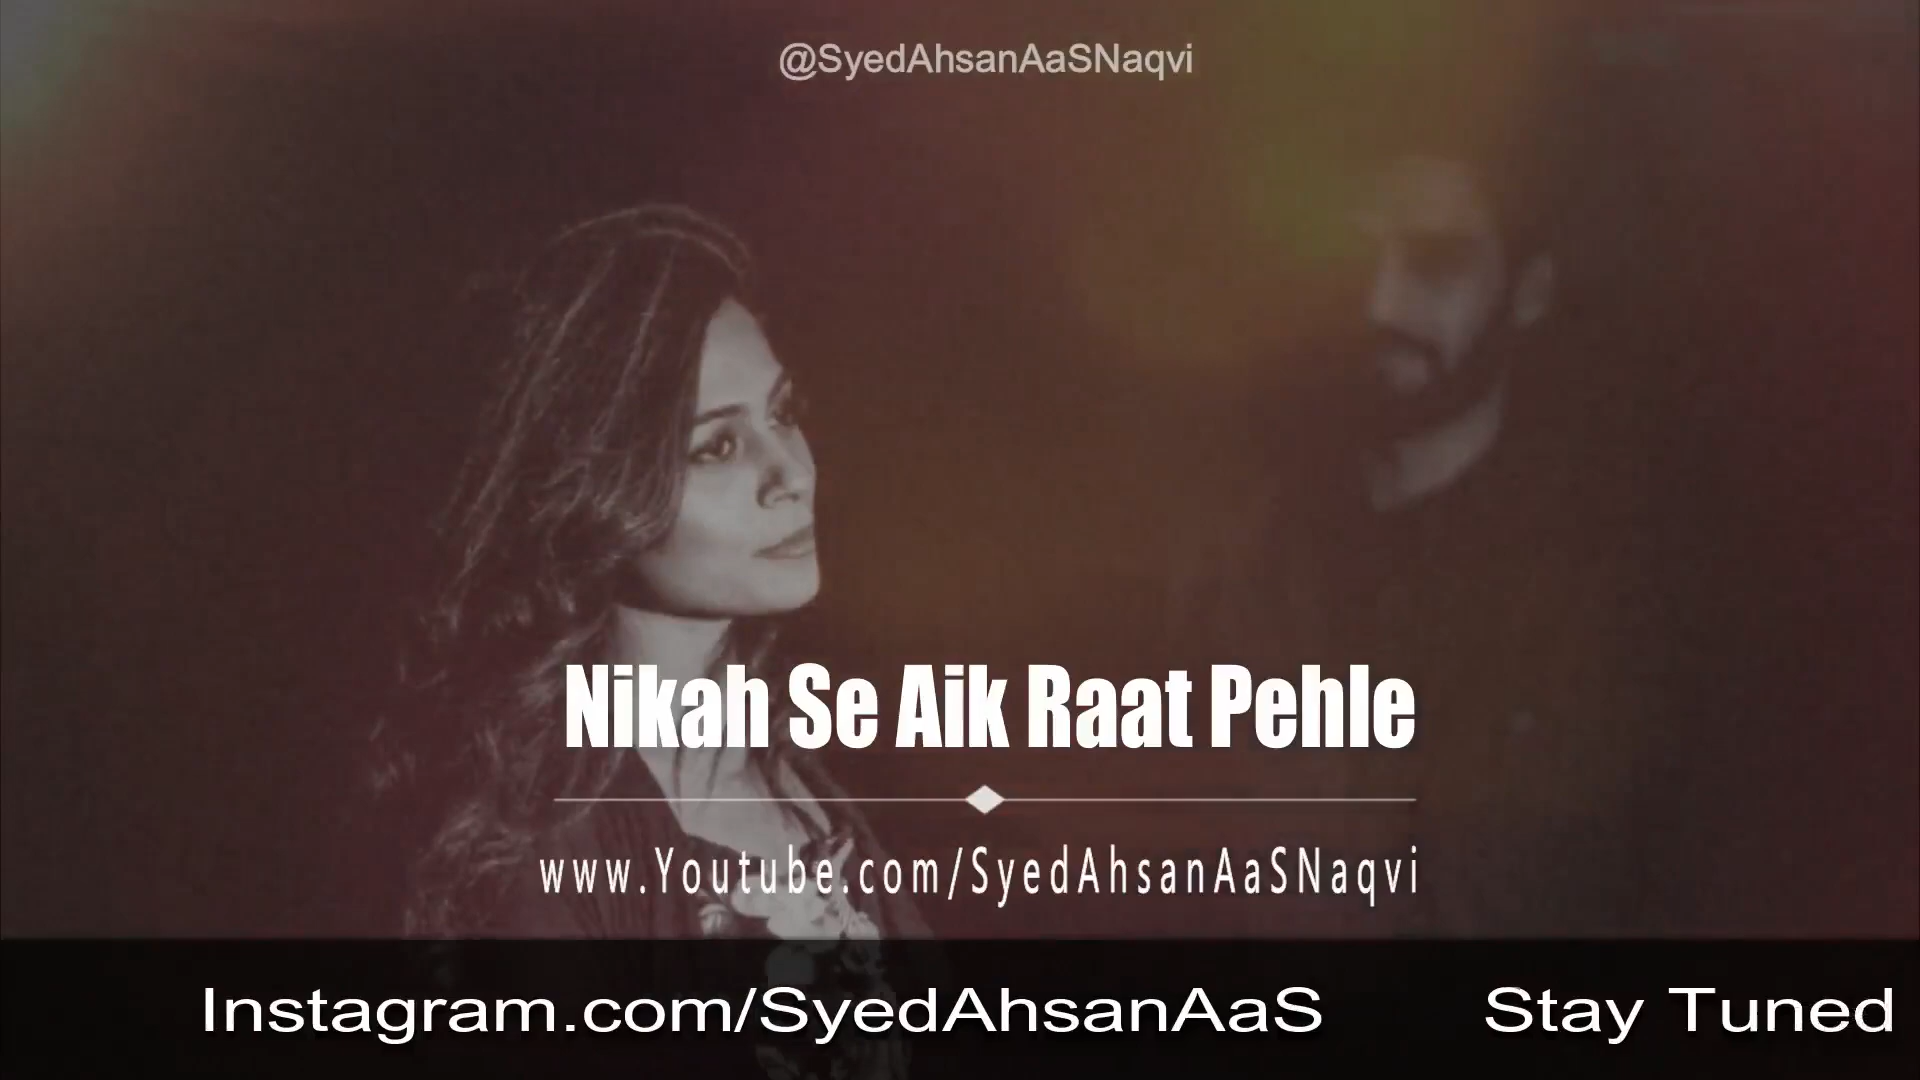 @SyedAhsanAaSNaqvi
Nikah Se Aik Raat Pehle
www.Youtube.com/SyedAhsanAaSNaqvi
Instagram.com/SyedAhsanAaS Stay Tuned